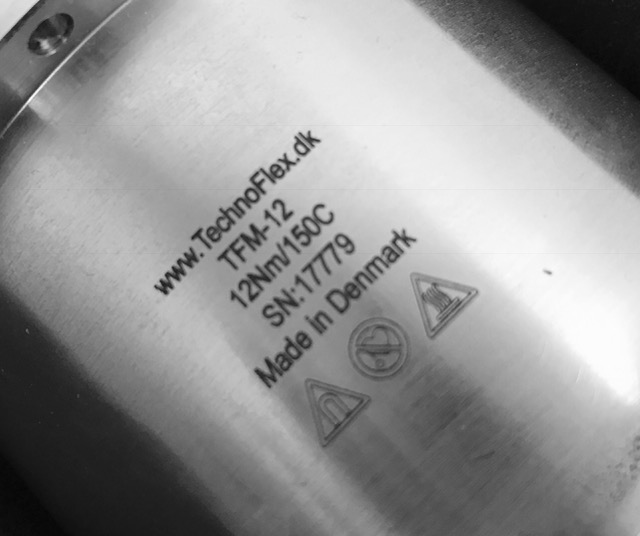 www.TechnoFlex.dk
TFM-12
12Nm/150C
SN:17779
Made in Denmark